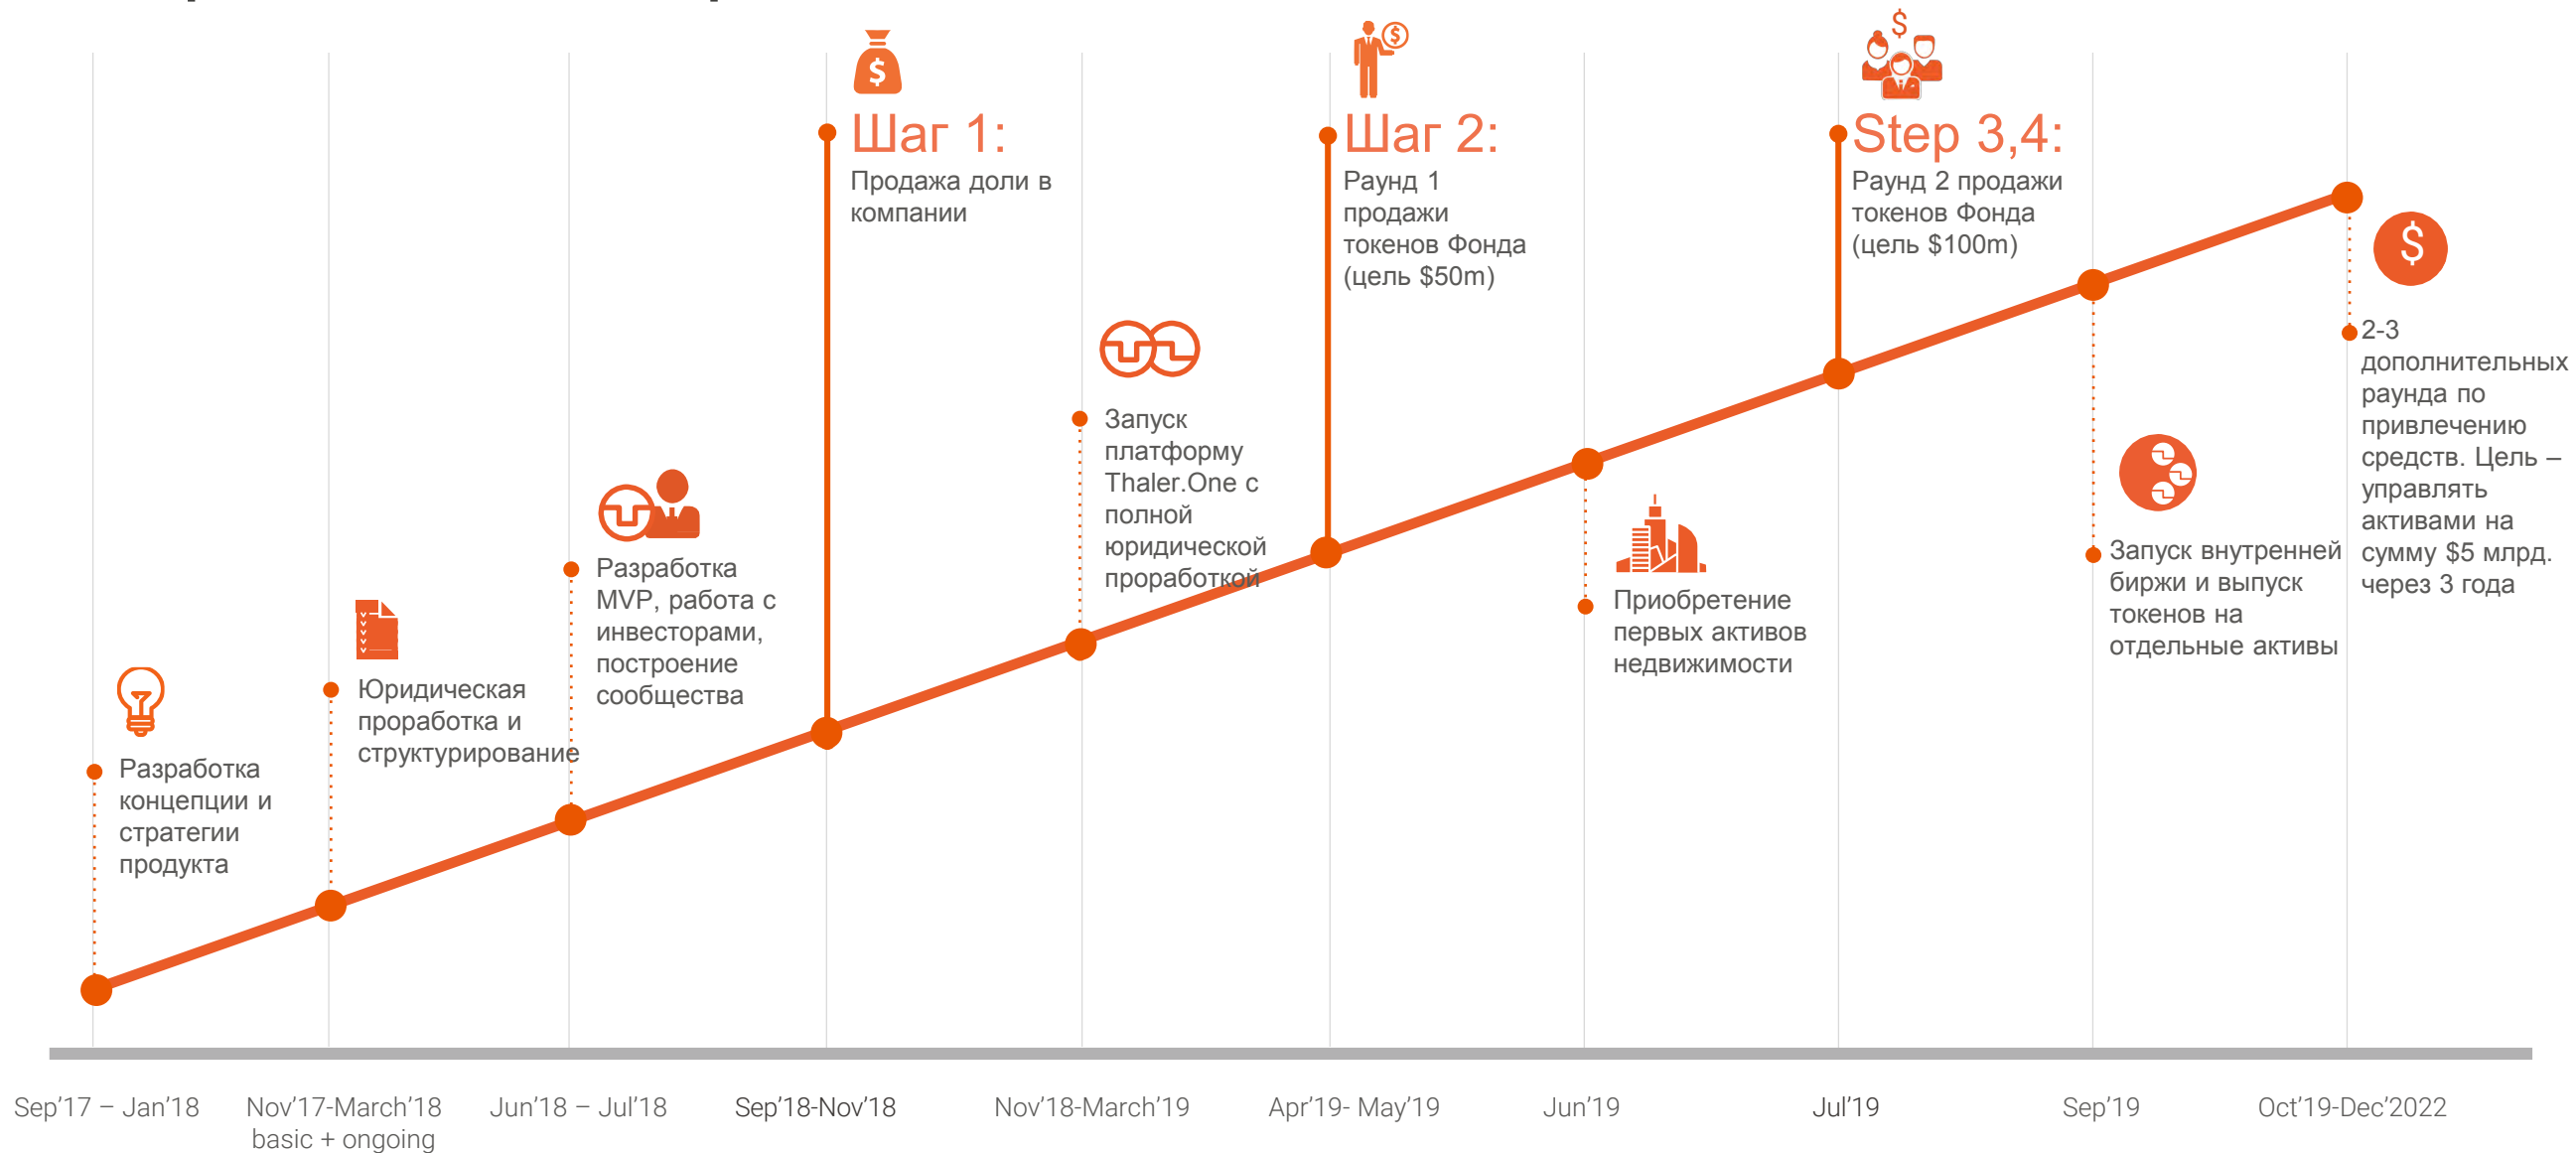 Шаг 1:
Продажа доли в
компании
Шаг 2:
Раунд 1
продажи
токенов Фонда
(цель $50m)
Step 3,4:
Раунд 2 продажи
токенов Фонда
(цель $100m)
2-3
дополнительных
раунда по
привлечению
средств. Цель –
управлять
активами на
сумму $5 млрд.
через 3 года
Запуск
платформу
Thaler.One с
полной
юридической
проработкой
Разработка
MVP, работа с
инвесторами,
построение
сообщества
Запуск внутренней
биржи и выпуск
токенов на
отдельные активы
Приобретение
первых активов
недвижимости
Юридическая
проработка и
структурирование
Разработка
концепции и
стратегии
продукта
Sep’17 – Jan’18
Nov’17-March’18
basic + ongoing
Jun’18 – Jul’18
Sep’18-Nov’18
Nov’18-March’19
Apr’19- May’19
Jun’19
Jul’19
Sep’19
Oct’19-Dec’2022